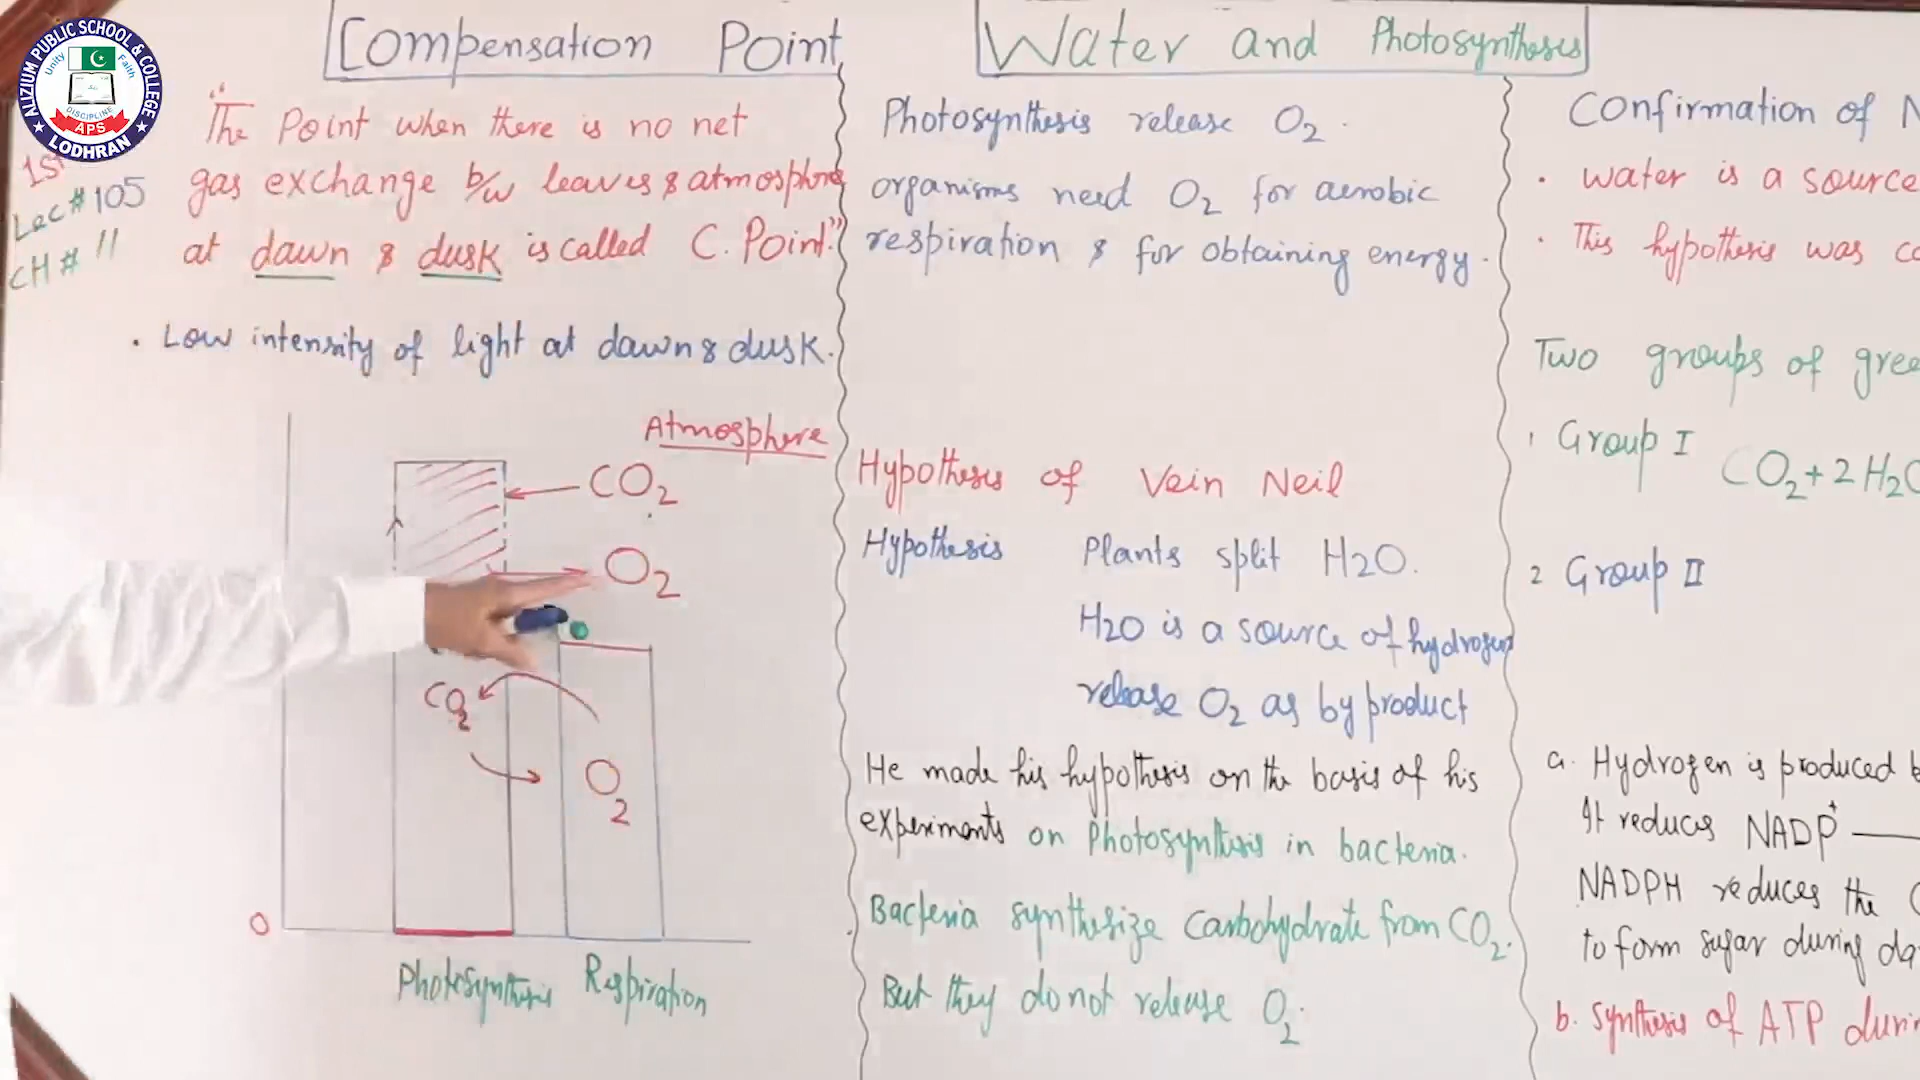 ALIZIUM PUBLIC SCHOOL & COLLEGE
Unity
Faith
DISCIPLINE
APS
LODHRAN
1st
Lec # 105
CH # 11
Compensation Point
"The Point when there is no net
gas exchange b/w leaves & atmosphere
at dawn & dusk is called C. Point."
. Low intensity of light at dawn & dusk.
Atmosphere
CO2
O2
CO2
O2
0
Photosynthesis Respiration
Water and Photosynthesis
Photosynthesis release O2.
organisms need O2 for aerobic
respiration & for obtaining energy.
Hypothesis of Vein Neil
Hypothesis Plants split H2O.
H2O is a source of hydrogen
release O2 as by product
He made his hypothesis on the basis of his
experiments on Photosynthesis in bacteria.
Bacteria synthesize Carbohydrate from CO2.
But they do not release O2.
Confirmation of N
. water is a source
. This hypothesis was co
Two groups of gree
1 Group I CO2 + 2H2O
2 Group II
a. Hydrogen is produced b
It reduces NADP+
NADPH reduces the C
to form sugar during da
b. Synthesis of ATP durin